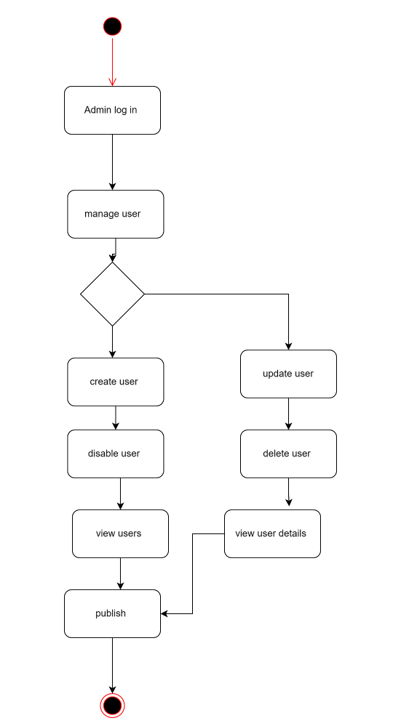 Admin log in
manage user
create user
update user
disable user
delete user
view users
view user details
publish